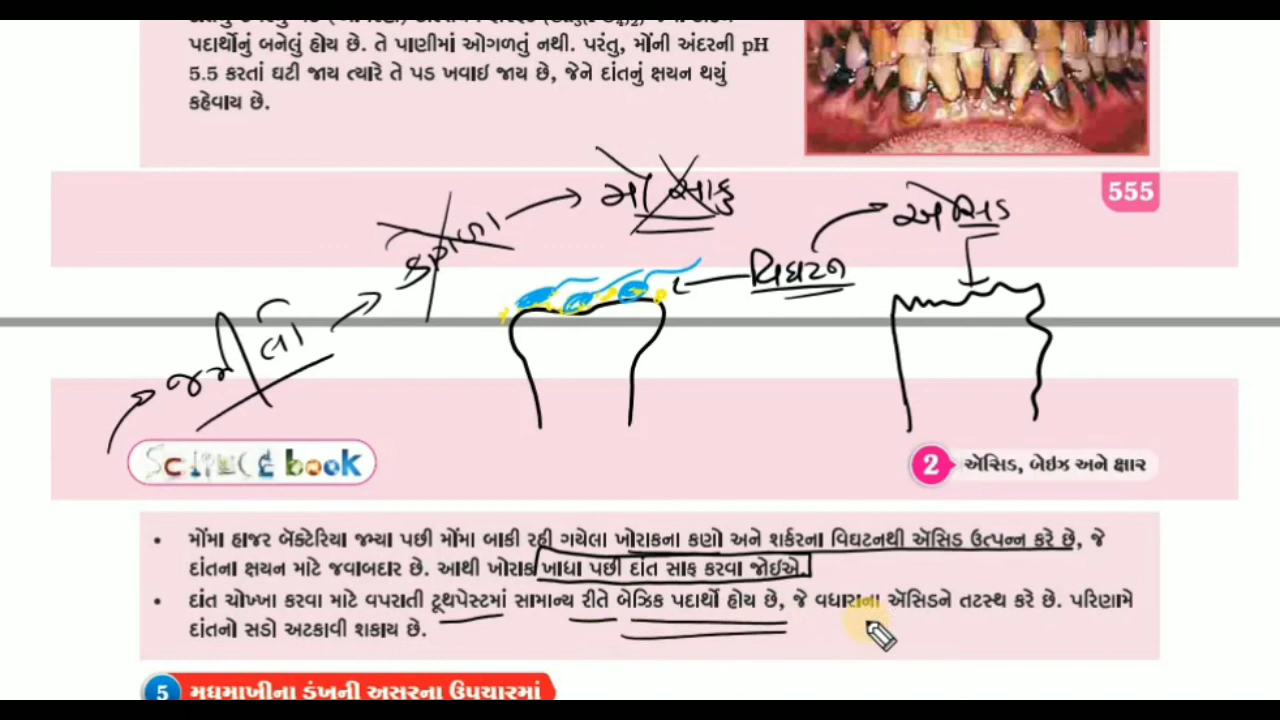 પદાર્થોનું બનેલું હોય છે. તે પાણીમાં ઓગળતું નથી. પરંતુ, મોંની અંદરની pH
5.5 કરતાં ઘટી જાય ત્યારે તે પડ ખવાઈ જાય છે, જેને દાંતનું ક્ષયન થયું
કહેવાય છે.
555
એસિડ
વિઘટન
જમી લો
Science book
2 ઍસિડ, બેઇઝ અને ક્ષાર
• મોંમા હાજર બૅક્ટેરિયા જમ્યા પછી મોંમા બાકી રહી ગયેલા ખોરાકના કણો અને શર્કરના વિઘટનથી ઍસિડ ઉત્પન્ન કરે છે, જે
દાંતના ક્ષયન માટે જવાબદાર છે. આથી ખોરાક ખાધા પછી દાંત સાફ કરવા જોઈએ.
• દાંત ચોખ્ખા કરવા માટે વપરાતી ટૂથપેસ્ટમાં સામાન્ય રીતે બેઝિક પદાર્થો હોય છે, જે વધારાના ઍસિડને તટસ્થ કરે છે. પરિણામે
દાંતનો સડો અટકાવી શકાય છે.
5 મધમાખીના ડંખની અસરના ઉપચારમાં